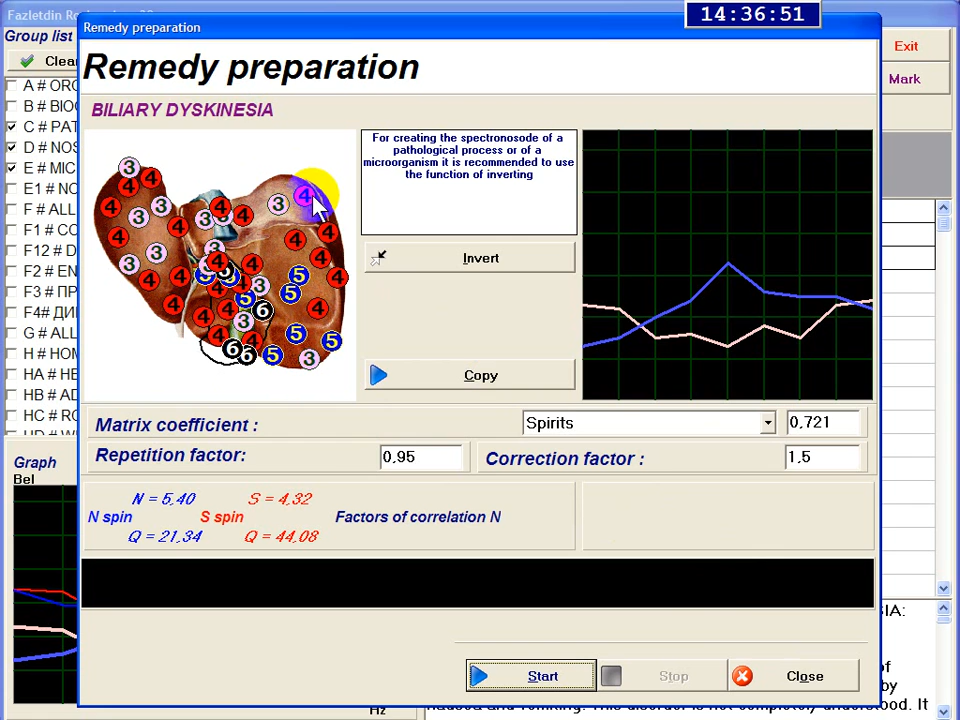 Fazletdin
14:36:51
Remedy preparation
Group list
Exit
Clear
Remedy preparation
Mark
BILIARY DYSKINESIA
A # ORG
B # BIO
C # PAT
D # NOS
E # MIC
E1 # NO
F # ALL
F1 # CO
F12 # D
F2 # EN
F3 # ПР
F4# ДИ
G # ALL
H # HOM
HA # HE
HB # AD
HC # RO
For creating the spectronosode of a
pathological process or of a
microorganism it is recommended to use
the function of inverting
Invert
Copy
Matrix coefficient :
Spirits
0,721
Repetition factor:
0,95
Correction factor :
1,5
Graph
Bel
N = 5,40
S = 4,32
N spin
S spin
Factors of correlation N
Q = 21,34
Q = 44,08
SIA:
of
by
Start
Stop
Close
Hz
nausea and vomiting. This disorder is not completely understood. It